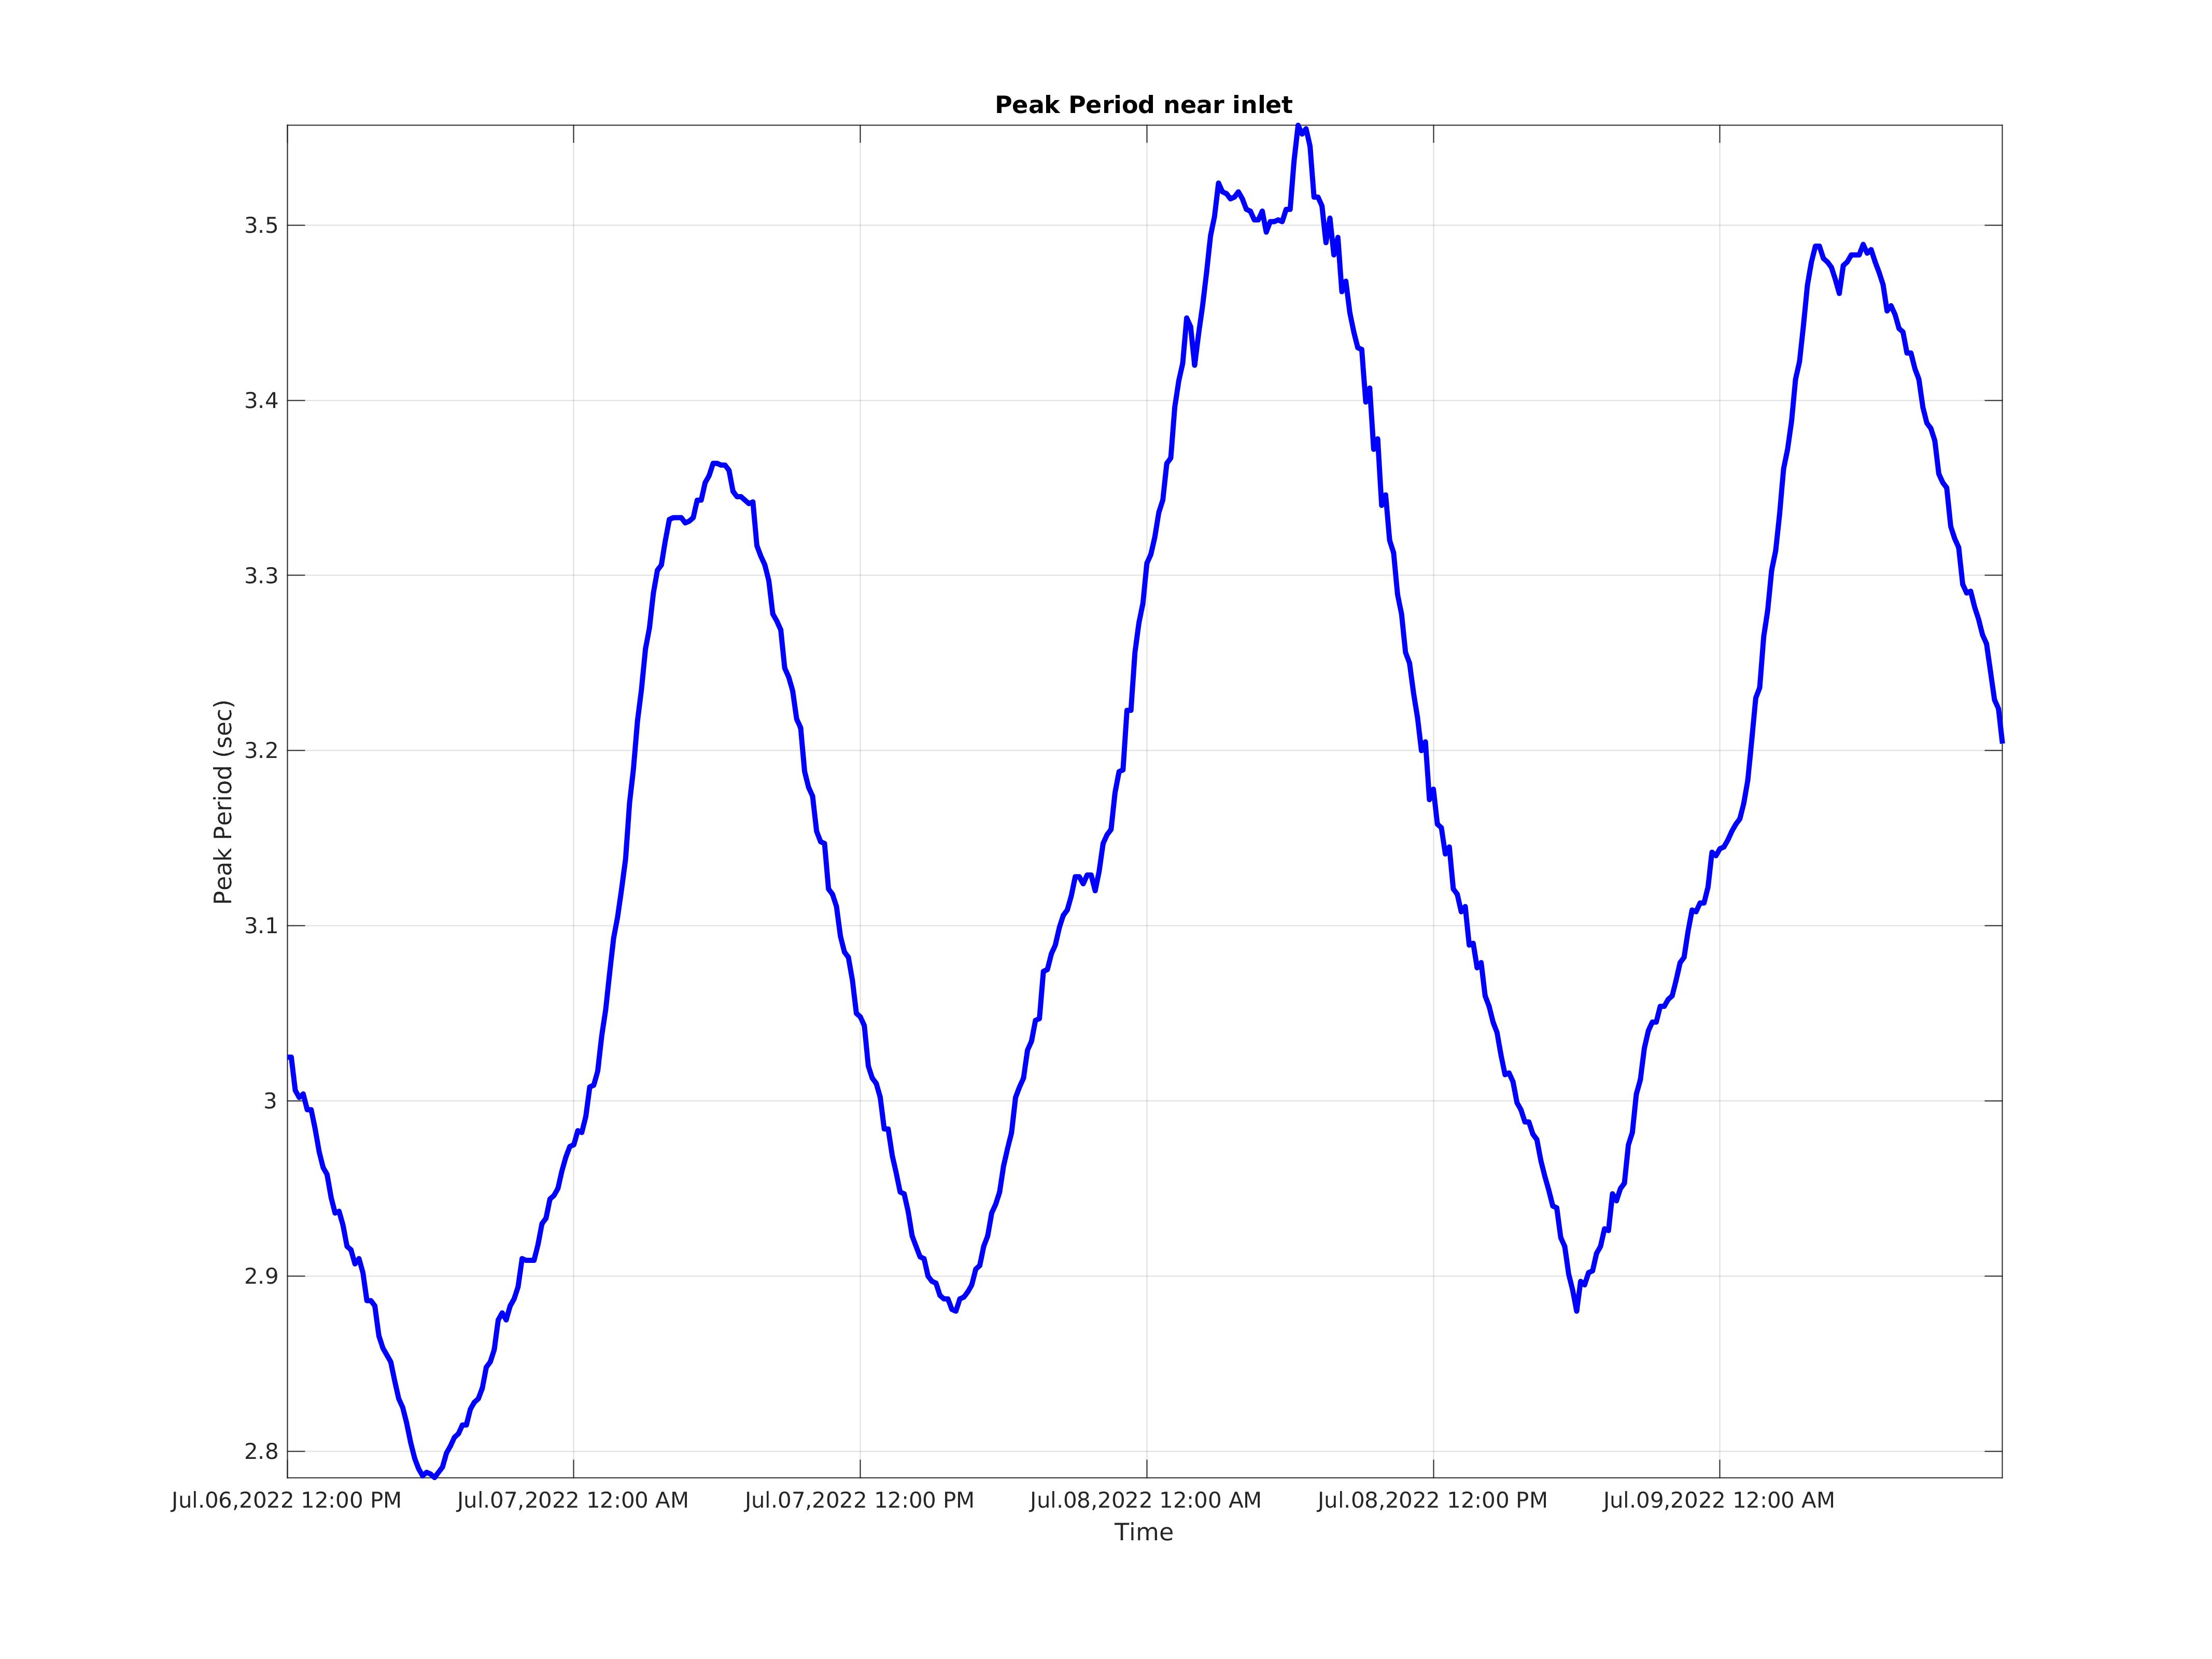 Peak Period near inlet
Peak Period (sec)
3.5
3.4
3.3
3.2
3.1
3
2.9
2.8
Jul.06,2022 12:00 PM Jul.07,2022 12:00 AM Jul.07,2022 12:00 PM Jul.08,2022 12:00 AM Jul.08,2022 12:00 PM Jul.09,2022 12:00 AM
Time